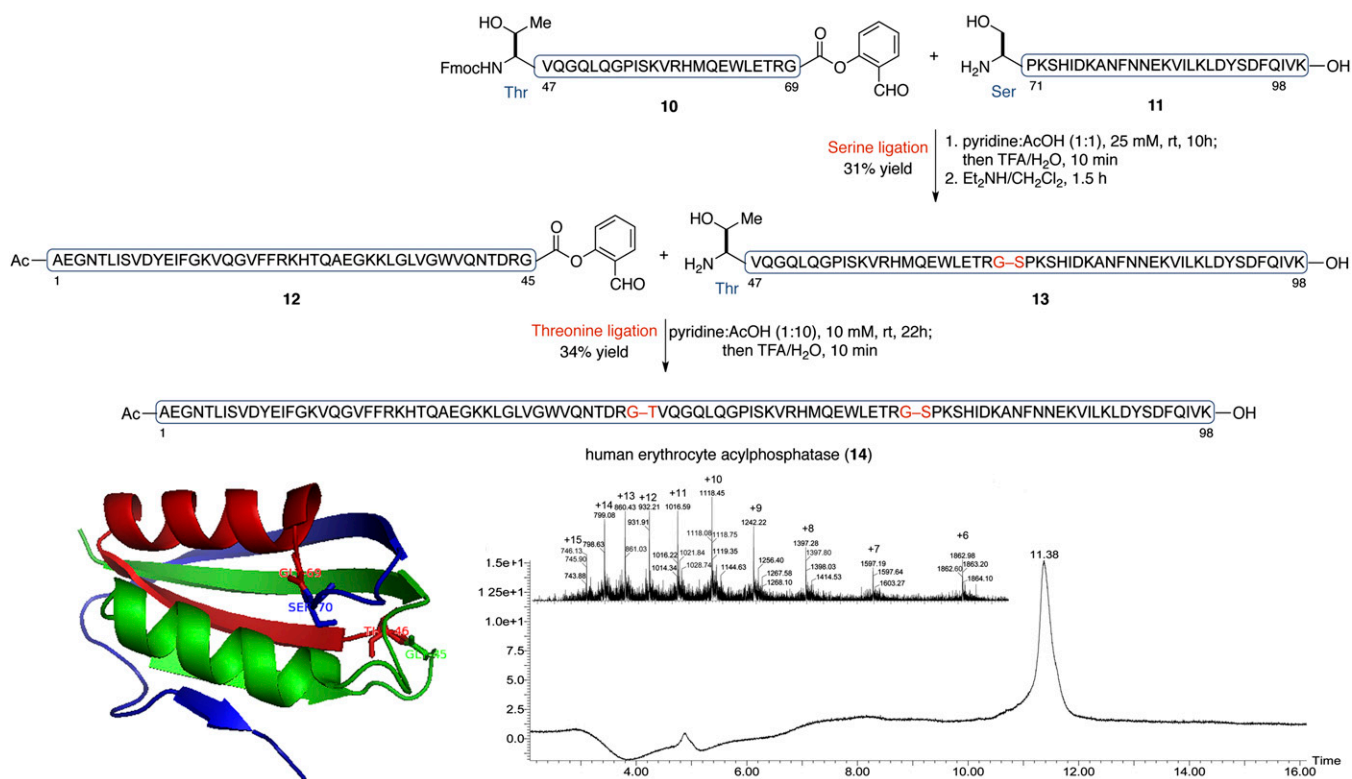 HO Me
FmocHN
Thr
VQGQLQGPISKVRHMQEWLETRG
47 69
10
O
O
CHO
+
HO
H2N
Ser
PKSHIDKANFNNEKVILKLDYSDFQIVK
OH
71 98
11
Serine ligation
31% yield
1. pyridine:AcOH (1:1), 25 mM, rt, 10h;
then TFA/H2O, 10 min
2. Et2NH/CH2Cl2, 1.5 h
Ac
AEGNTLISVDYEIFGKVQGVFFRKHTQAEGKKLGLVGWVQNTDRG
1 45
12
O
O
CHO
+
HO Me
H2N
Thr
VQGQLQGPISKVRHMQEWLETRG–SPKSHIDKANFNNEKVILKLDYSDFQIVK
OH
47 98
13
Threonine ligation
34% yield
pyridine:AcOH (1:10), 10 mM, rt, 22h;
then TFA/H2O, 10 min
Ac
AEGNTLISVDYEIFGKVQGVFFRKHTQAEGKKLGLVGWVQNTDRG–TVQGQLQGPISKVRHMQEWLETRG–SPKSHIDKANFNNEKVILKLDYSDFQIVK
OH
1 98
human erythrocyte acylphosphatase (14)
SER 70
+15
746.13
745.90
743.88
+14
799.08
798.63
+13
860.43
861.03
+12
932.21
931.91
+11
1016.59
1016.22
1014.34
1021.84
1028.74
+10
1118.45
1118.08
1118.75
1119.35
1144.63
+9
1242.22
1256.40
1267.58
1268.10
+8
1397.28
1397.80
1398.03
1414.53
+7
1597.19
1597.64
1603.27
+6
1862.98
1862.60
1863.20
1864.10
11.38
1.5e+1
1.25e+1
1.0e+1
7.5
5.0
2.5
0.0
4.00 6.00 8.00 10.00 12.00 14.00 16.00
Time